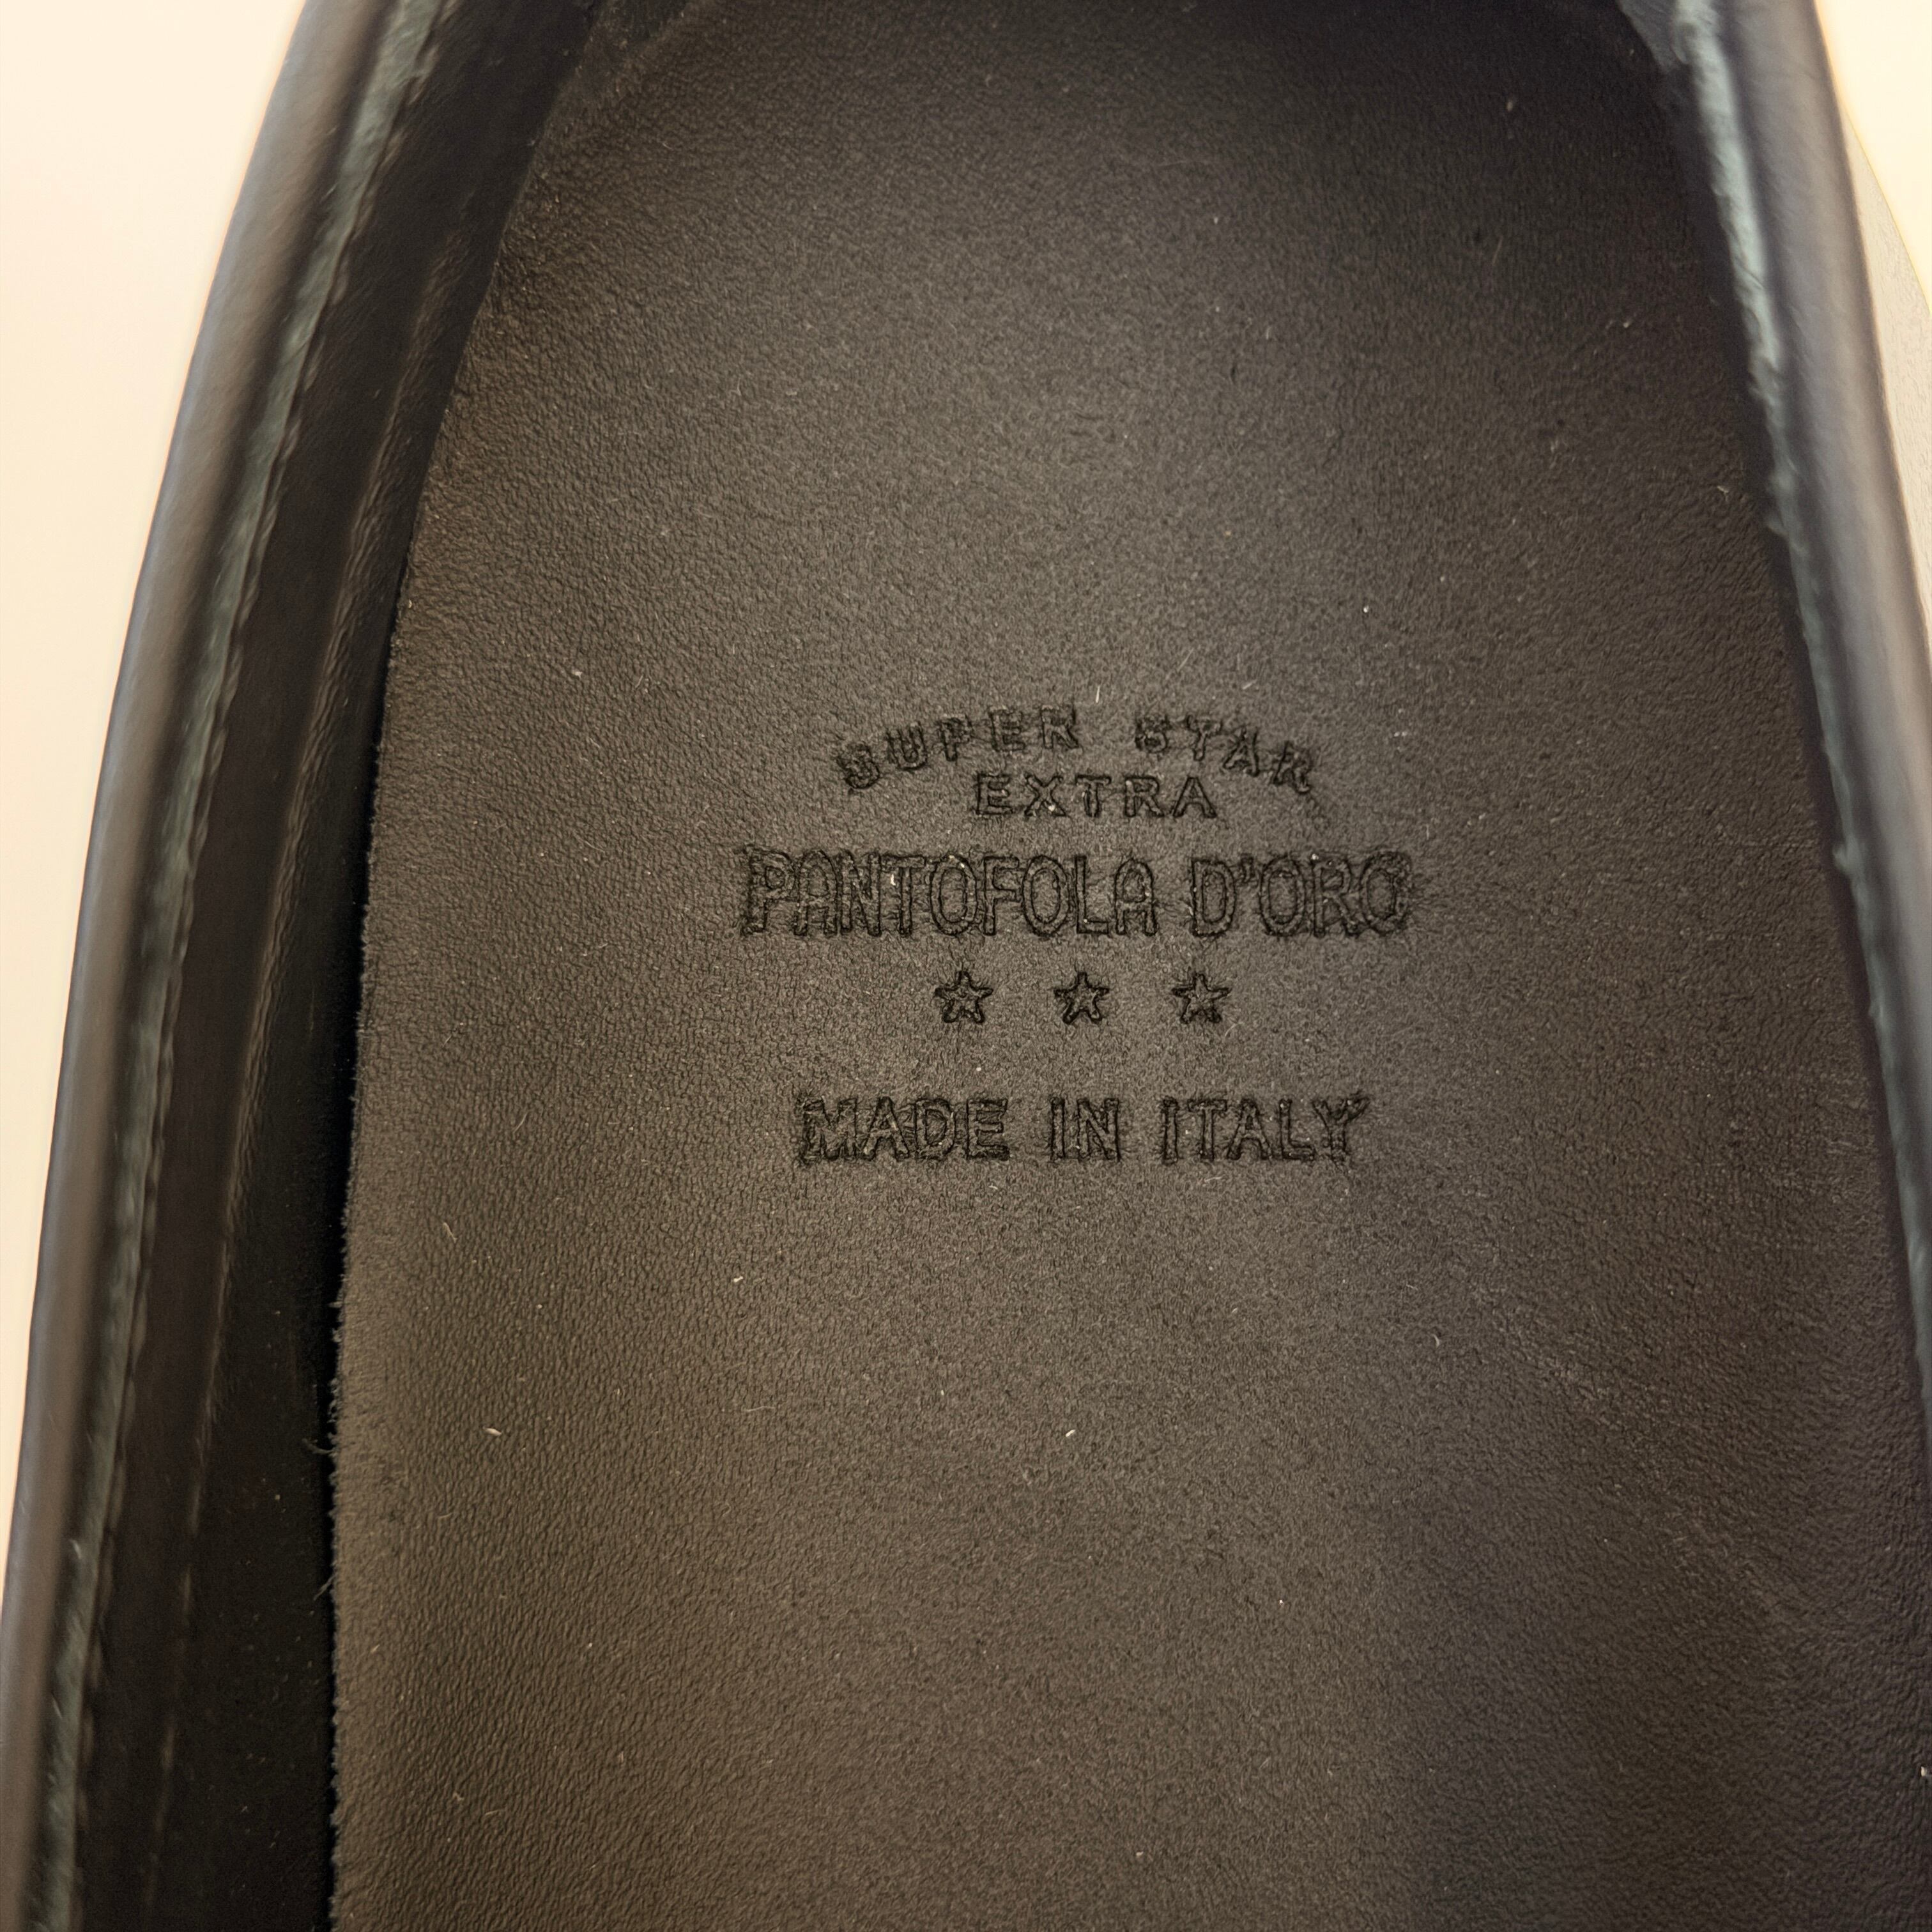 SUPER STAR
EXTRA
PANTOFOLA D'ORO
MADE IN ITALY